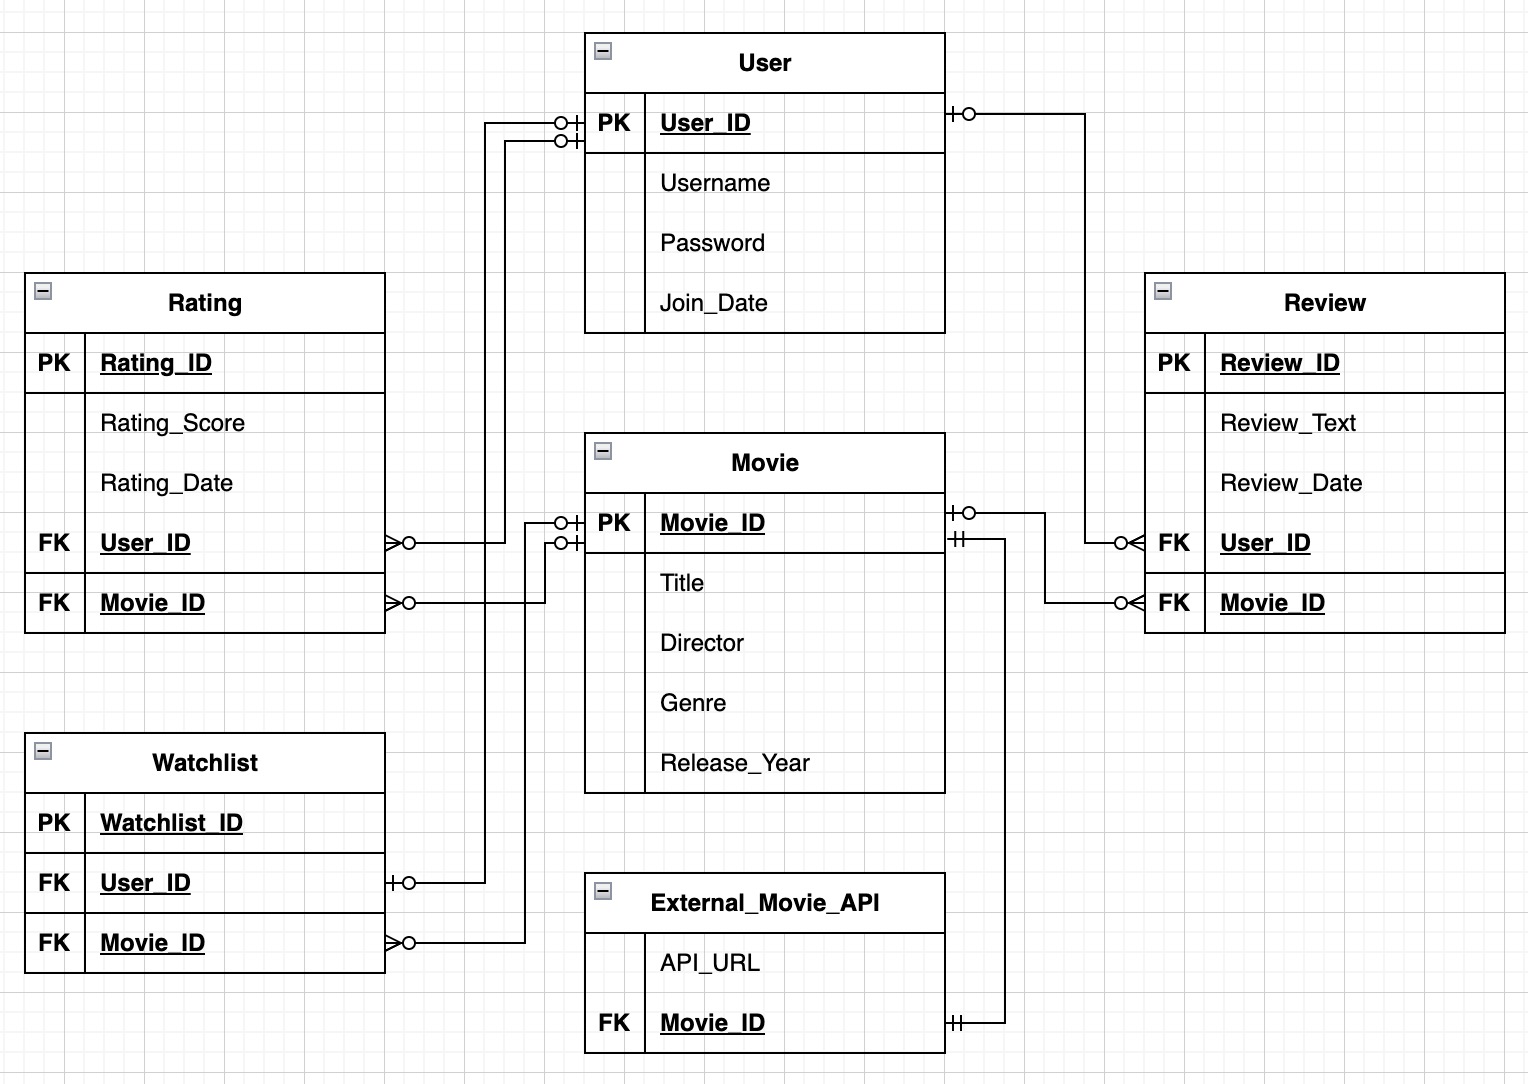 User
PK User_ID
Username
Password
Join_Date
Rating
PK Rating_ID
Rating_Score
Rating_Date
FK User_ID
FK Movie_ID
Movie
PK Movie_ID
Title
Director
Genre
Release_Year
Review
PK Review_ID
Review_Text
Review_Date
FK User_ID
FK Movie_ID
Watchlist
PK Watchlist_ID
FK User_ID
FK Movie_ID
External_Movie_API
API_URL
FK Movie_ID